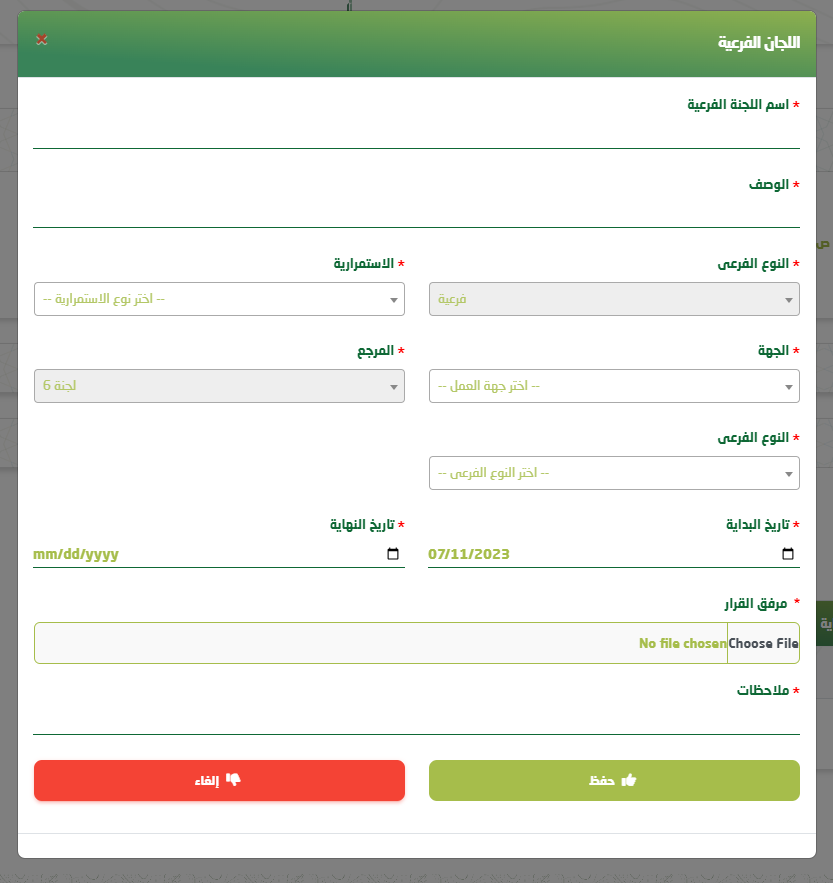 اللجان الفرعية
* اسم اللجنة الفرعية
* الوصف
* النوع الفرعى
* الاستمرارية
فرعية
-- اختر نوع الاستمرارية --
* الجهة
* المرجع
-- اختر جهة العمل --
لجنة 6
* النوع الفرعى
-- اختر النوع الفرعى --
* تاريخ البداية
* تاريخ النهاية
07/11/2023
mm/dd/yyyy
* مرفق القرار
Choose File No file chosen
* ملاحظات
حفظ
إلغاء